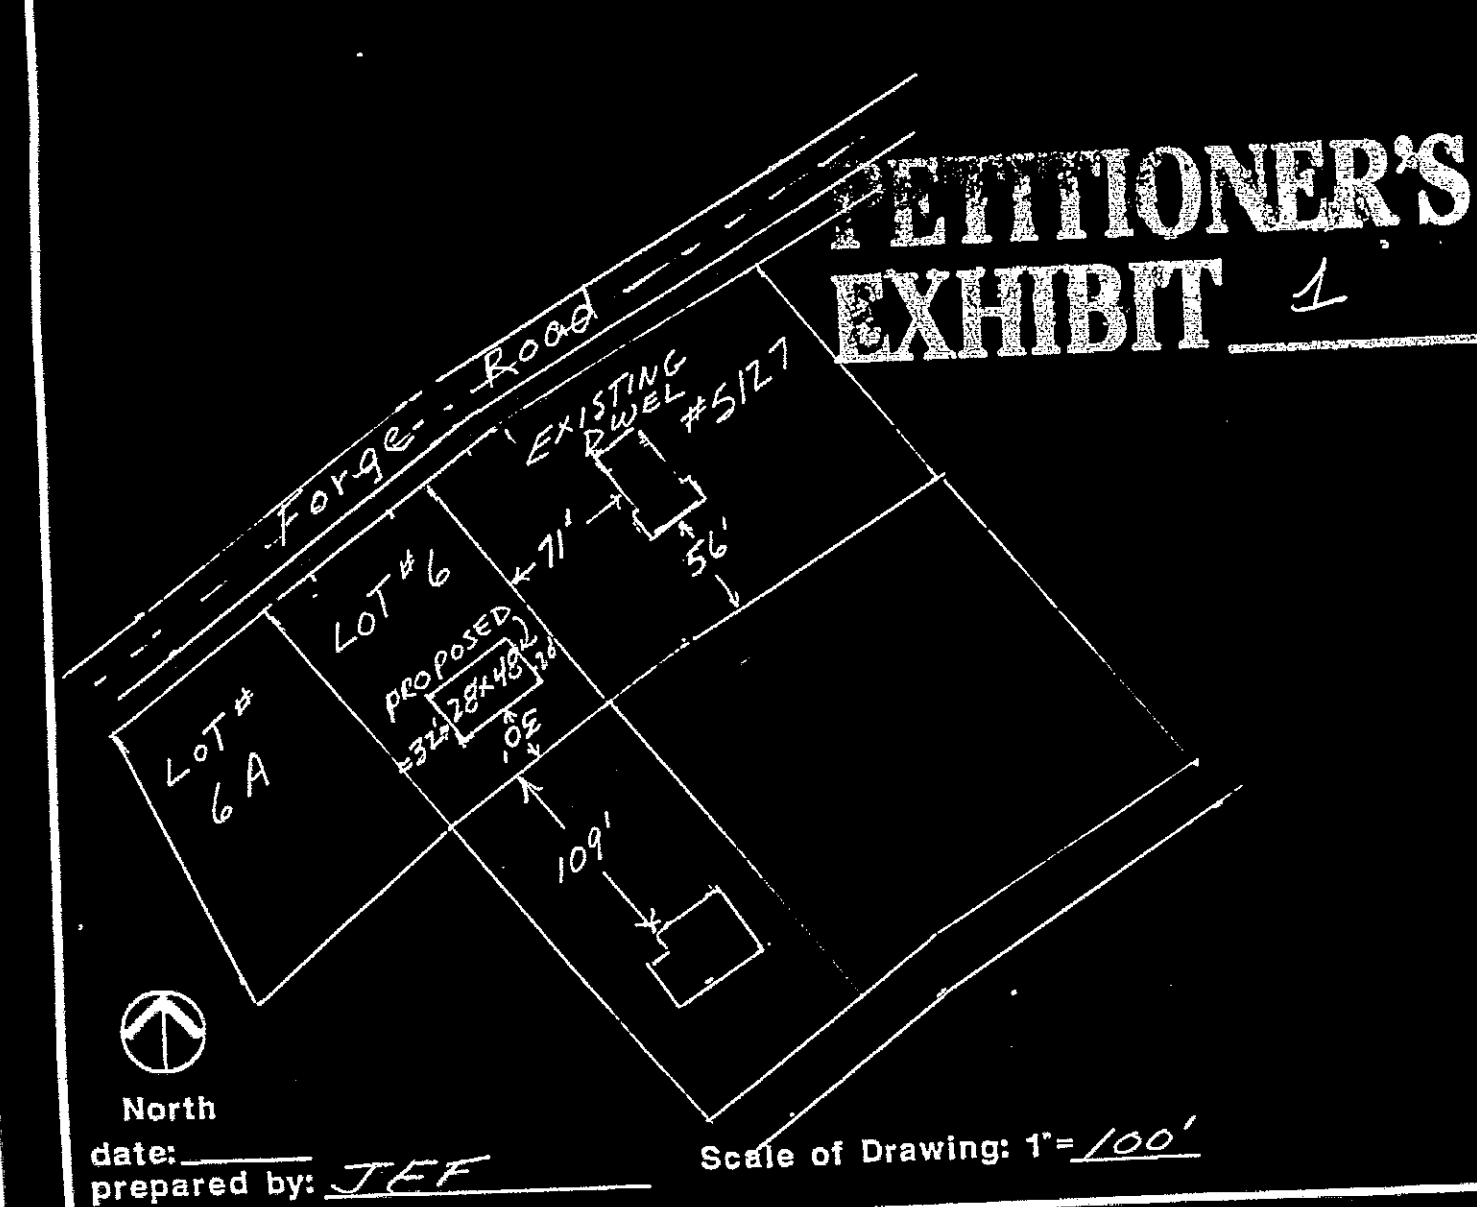 PETITIONER'S
EXHIBIT 1
Forge Road
EXISTING
DWEL
#5127
71'
56'
LOT #6
PROPOSED
28x48
≈32'
30'
LOT #
6A
109'
North
date:
prepared by: JEF
Scale of Drawing: 1"= 100'